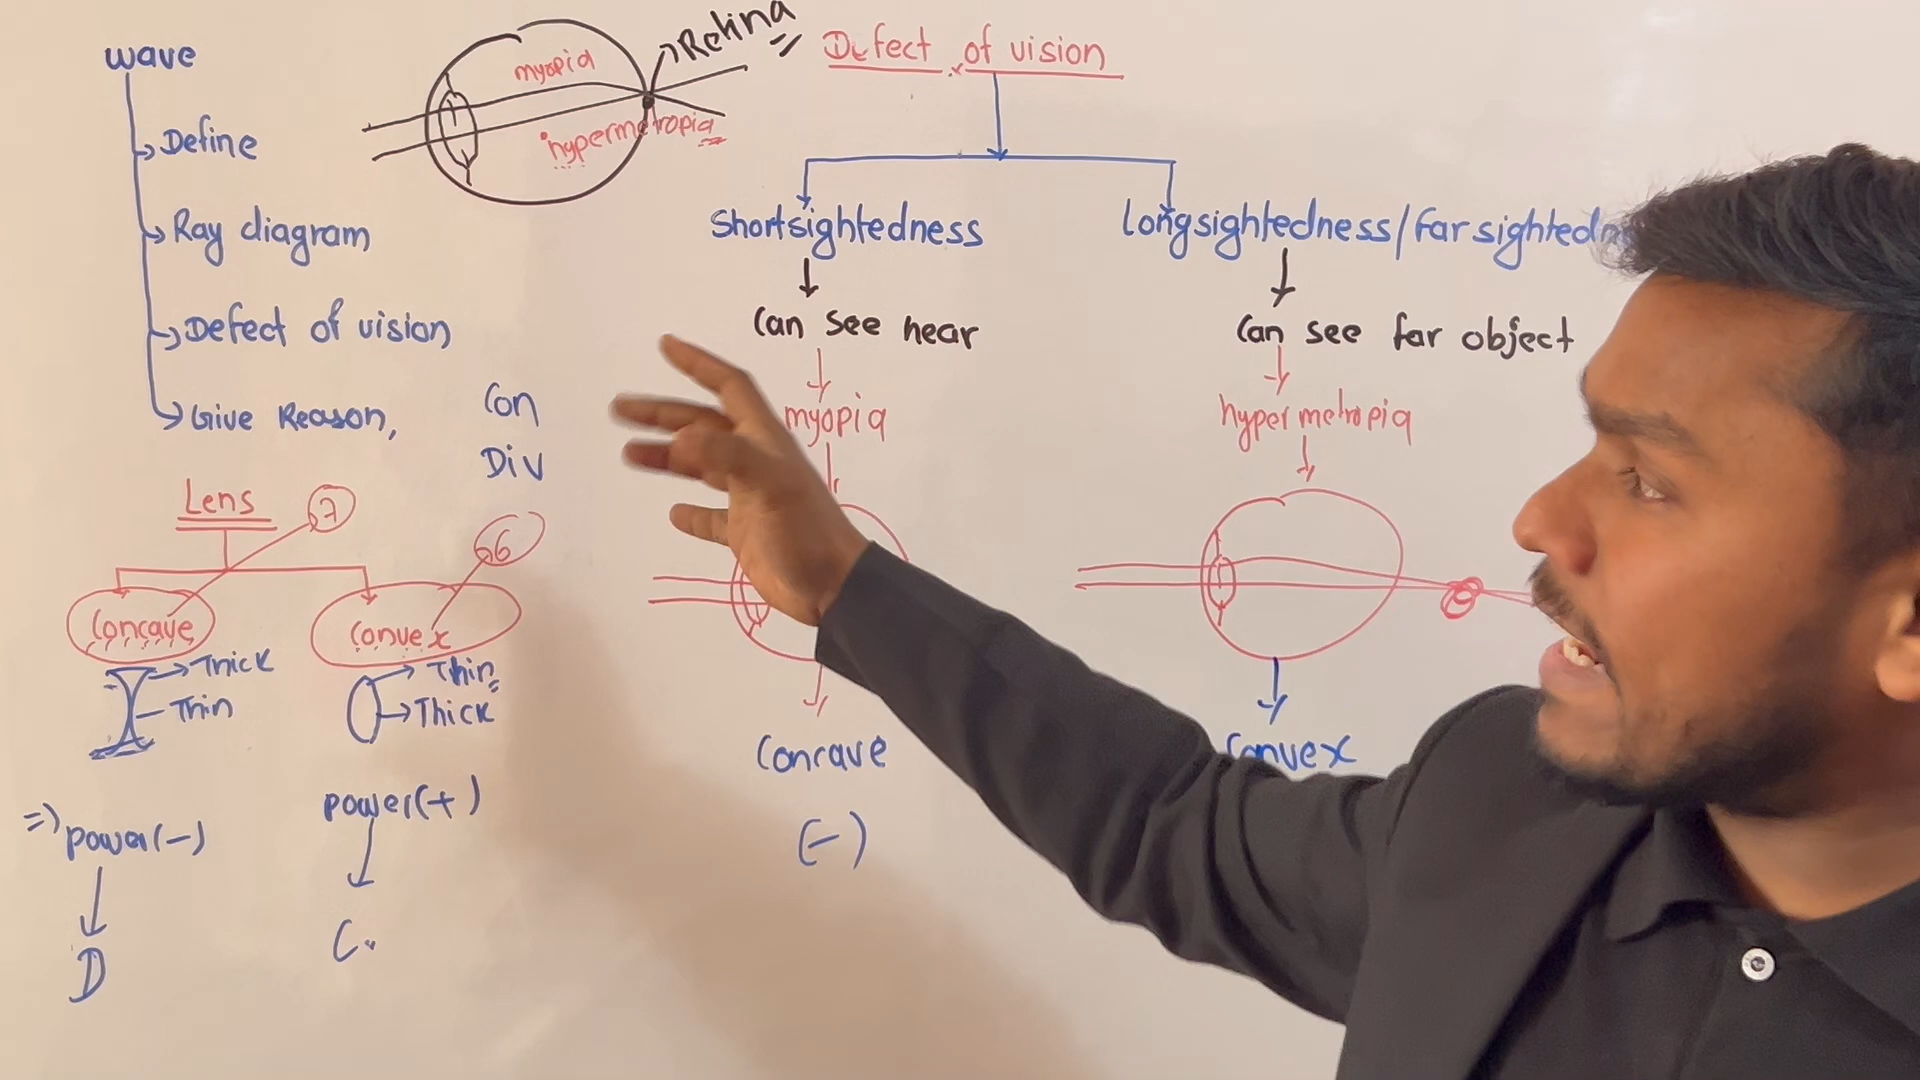 wave
Define
Ray diagram
Defect of vision
Give Reason,
myopia
hypermetropia
Retina
Defect of vision
Shortsightedness
Can see near
myopia
Concave
(-)
Longsightedness/Farsightedn
Can see far object
hypermetropia
Convex
Con
Div
Lens
7
66
Concave
Thick
Thin
=) power(-)
D
Convex
Thin
Thick
power(+)
C.